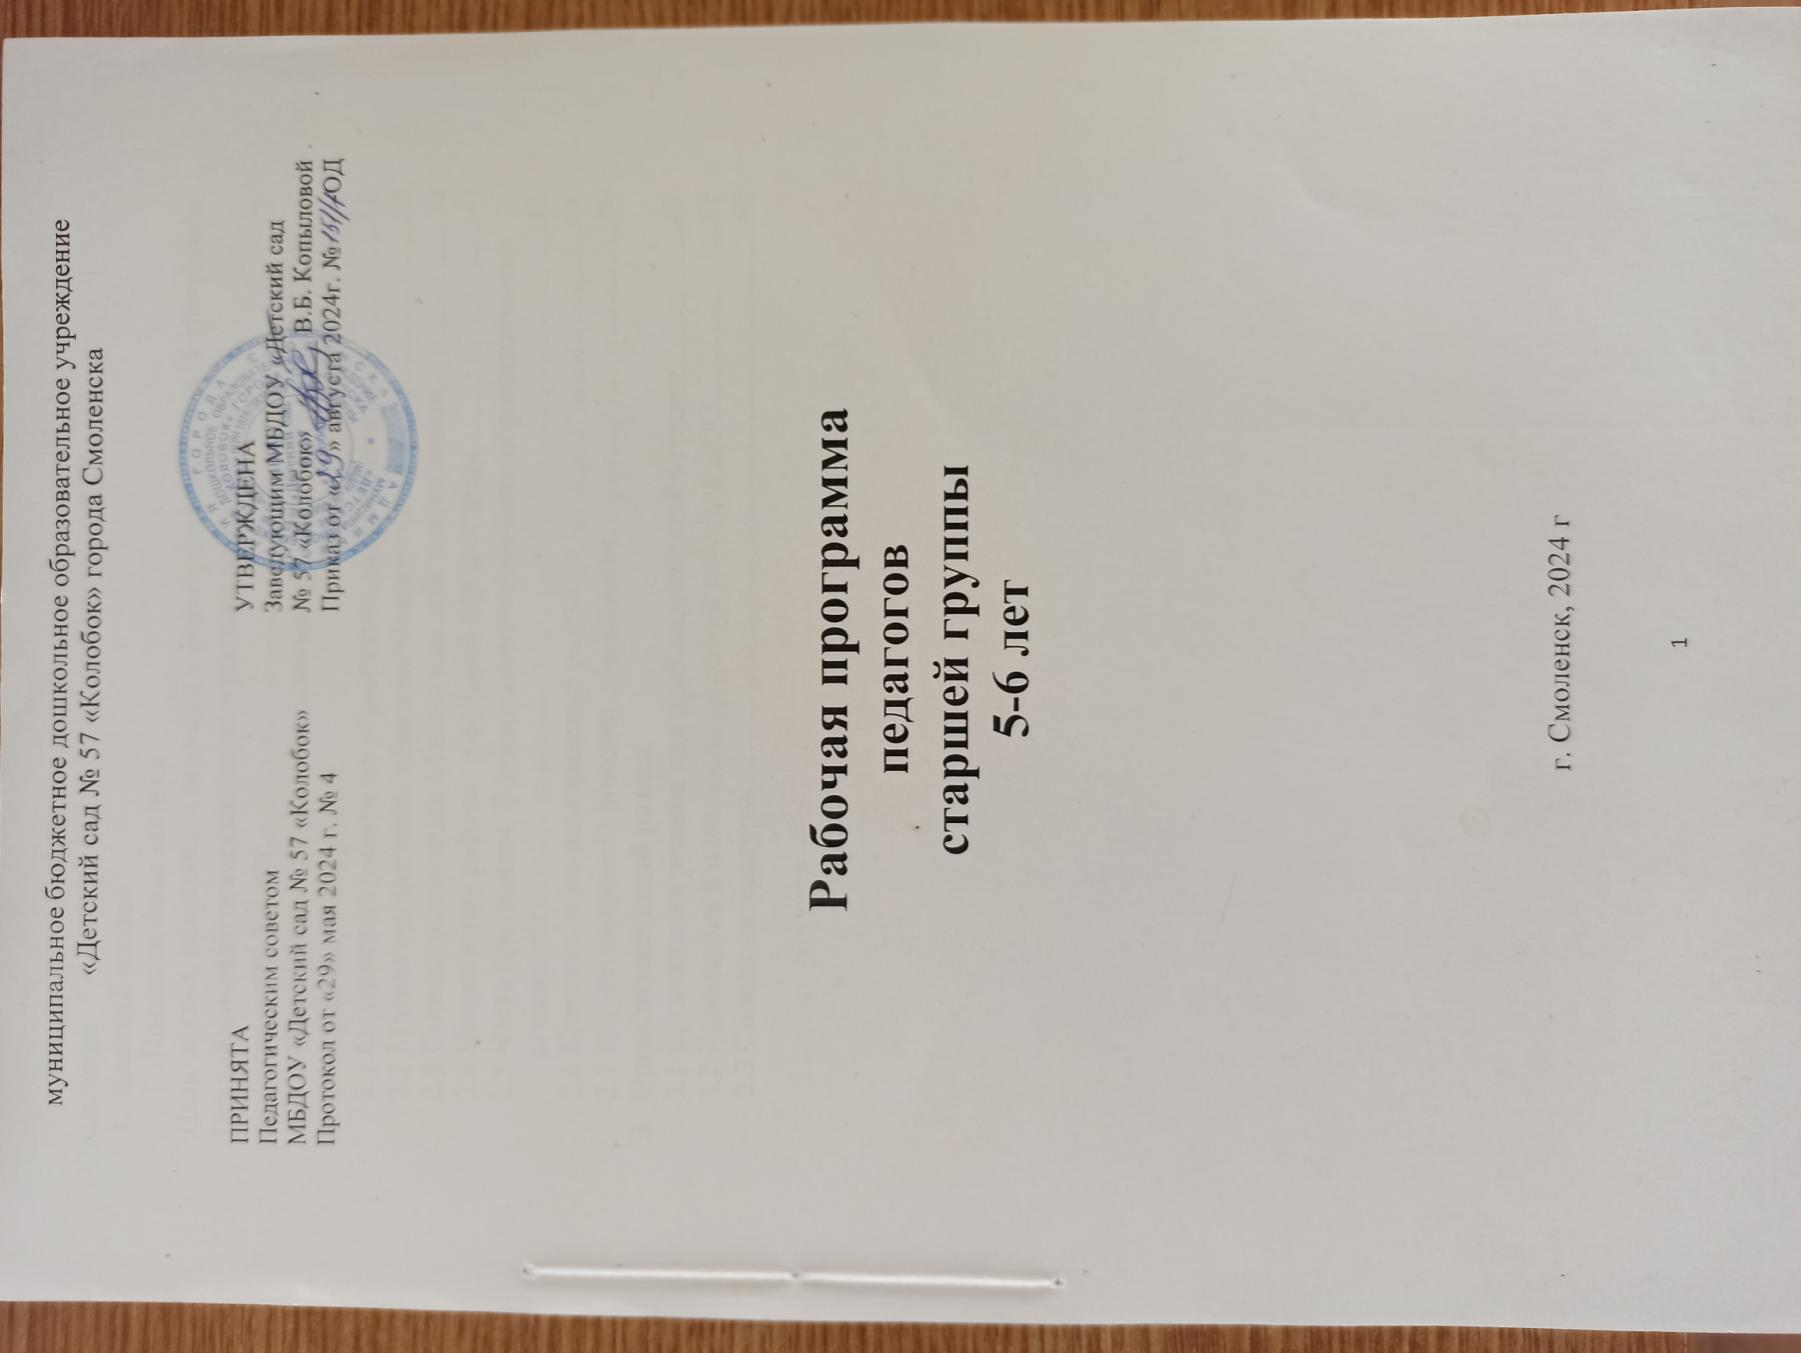 муниципальное бюджетное дошкольное образовательное учреждение
«Детский сад № 57 «Колобок» города Смоленска
ПРИНЯТА
Педагогическим советом
МБДОУ «Детский сад № 57 «Колобок»
Протокол от «29» мая 2024 г. № 4
УТВЕРЖДЕНА
Заведующим МБДОУ «Детский сад
№ 57 «Колобок» В.Б. Копыловой
Приказ от «29» августа 2024г. № ОД
Рабочая программа
педагогов
старшей группы
5-6 лет
г. Смоленск, 2024 г
1